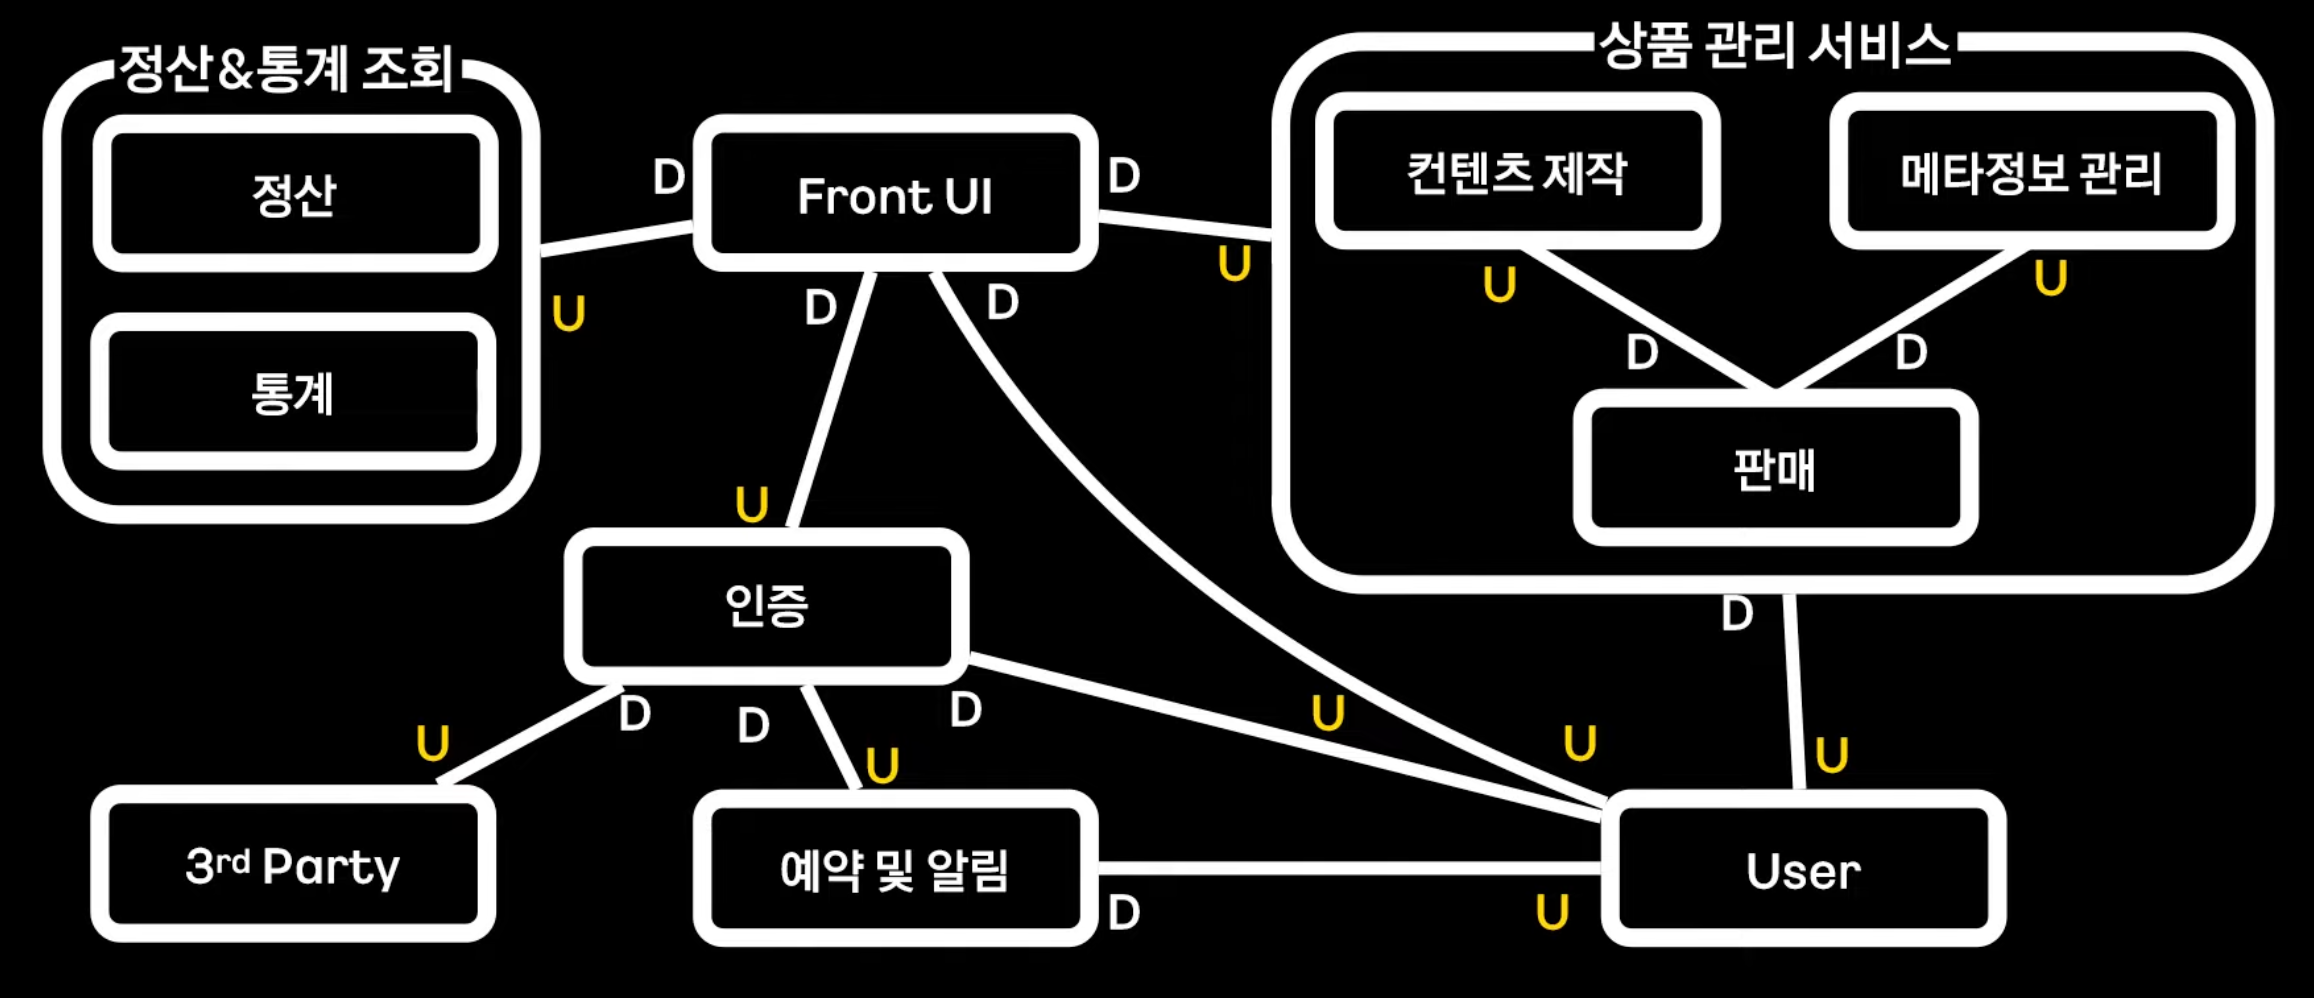 정산&통계 조회
정산
통계
U
D
Front UI
D
D
D
U
상품 관리 서비스
컨텐츠 제작
메타정보 관리
U
U
D
D
판매
D
U
인증
D
D
D
U
U
U
U
U
3rd Party
예약 및 알림
D
U
User